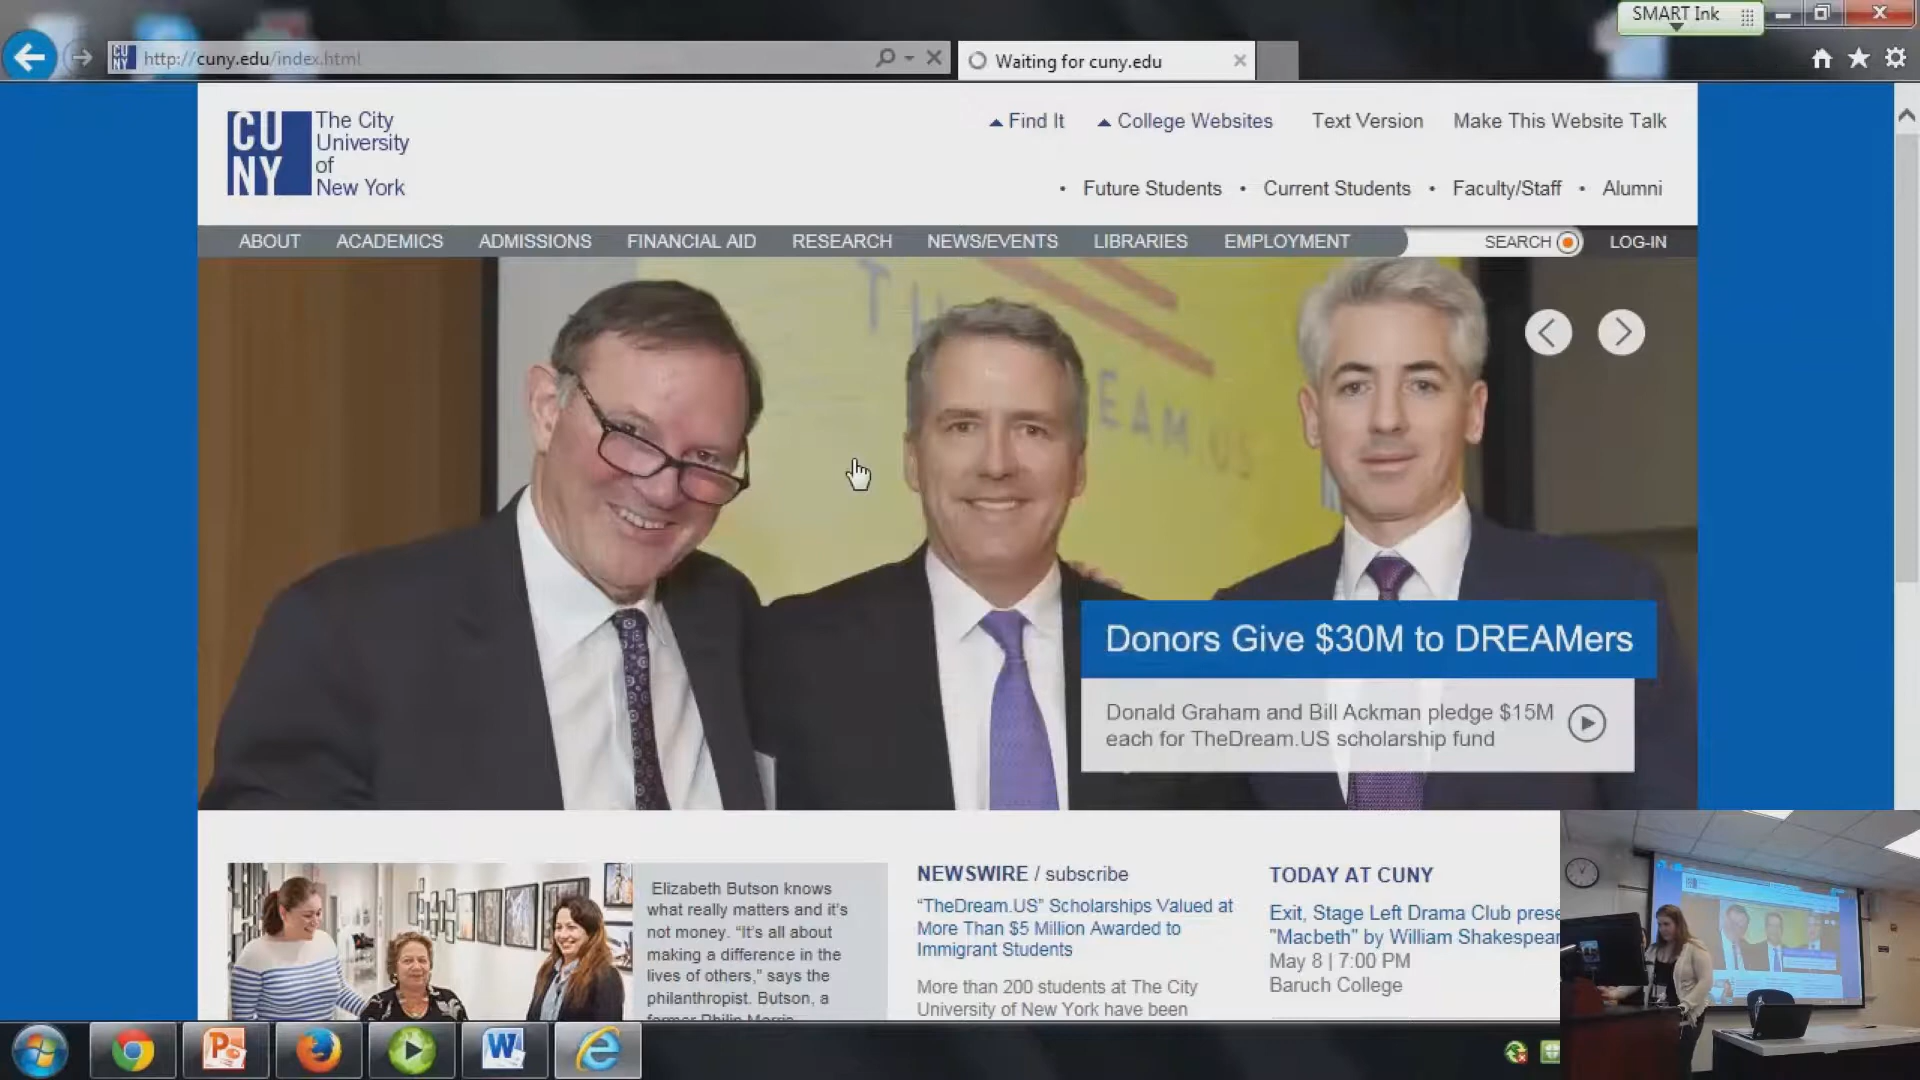 SMART Ink
http://cuny.edu/index.html
Waiting for cuny.edu
CU
NY
The City
University
of
New York
Find It
College Websites
Text Version
Make This Website Talk
• Future Students • Current Students • Faculty/Staff • Alumni
ABOUT ACADEMICS ADMISSIONS FINANCIAL AID RESEARCH NEWS/EVENTS LIBRARIES EMPLOYMENT SEARCH LOG-IN
EAM.US
Donors Give $30M to DREAMers
Donald Graham and Bill Ackman pledge $15M
each for TheDream.US scholarship fund
Elizabeth Butson knows
what really matters and it's
not money. “It's all about
making a difference in the
lives of others,” says the
philanthropist. Butson, a
former Philip Morris
NEWSWIRE / subscribe
“TheDream.US” Scholarships Valued at
More Than $5 Million Awarded to
Immigrant Students
More than 200 students at The City
University of New York have been
TODAY AT CUNY
Exit, Stage Left Drama Club prese
"Macbeth" by William Shakespear
May 8 | 7:00 PM
Baruch College